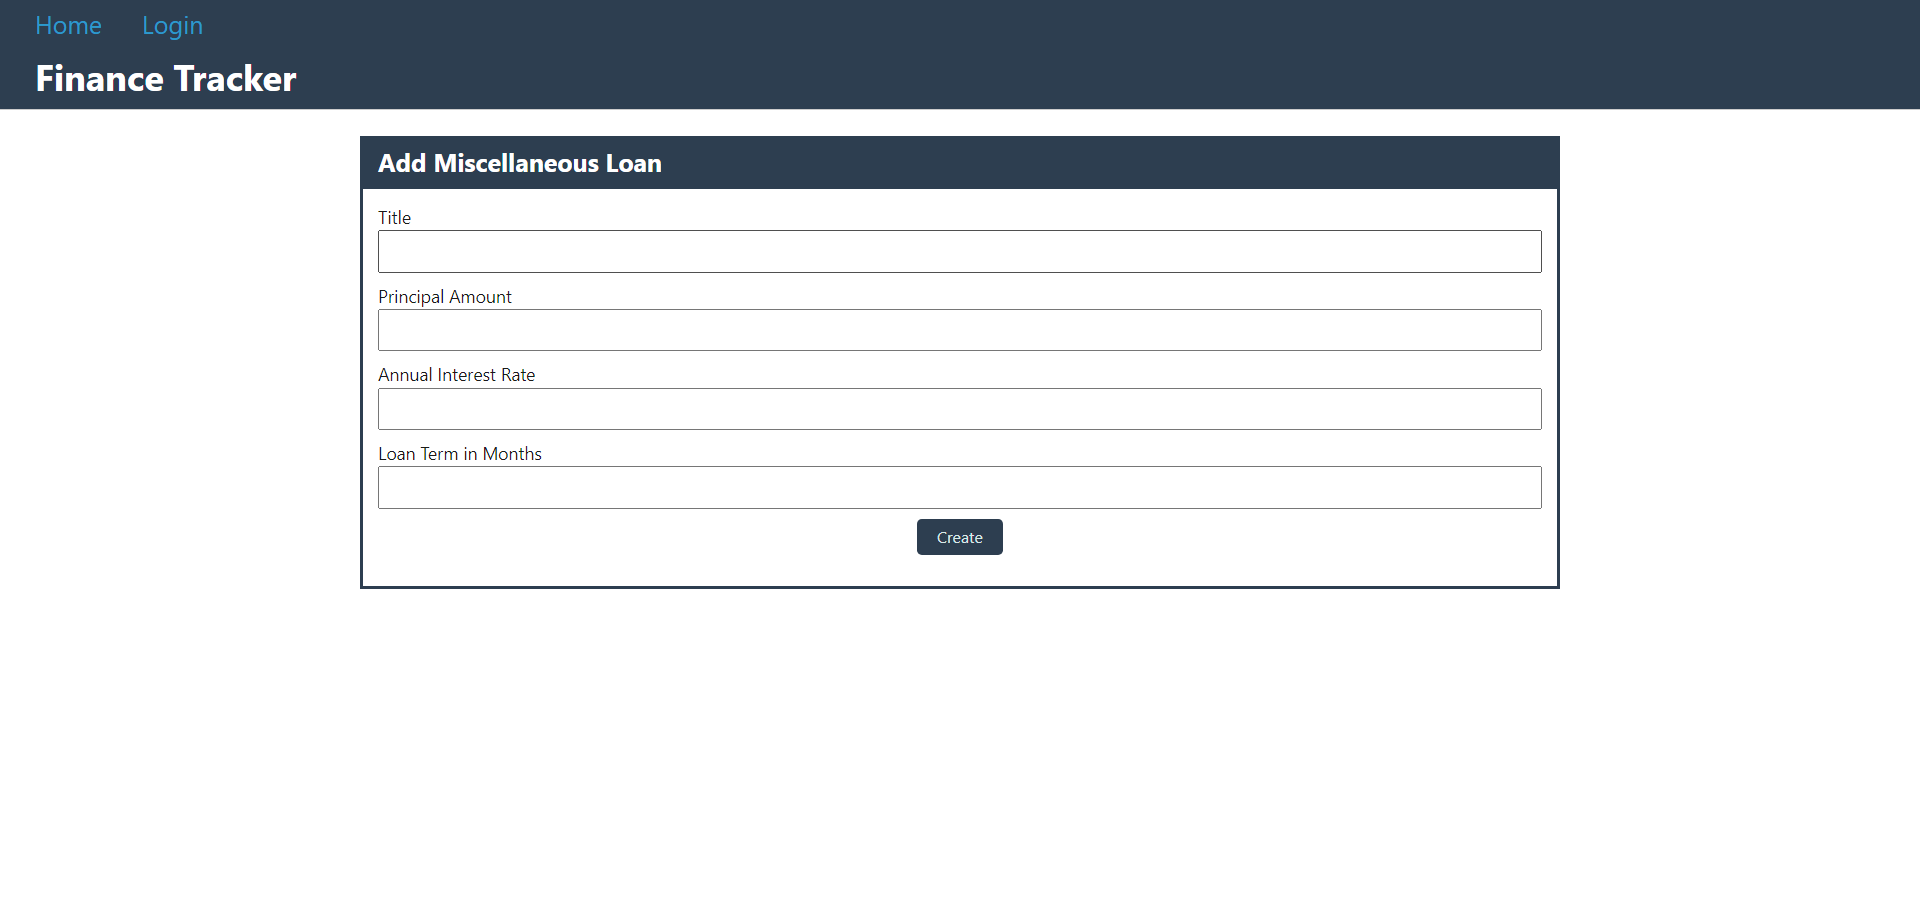 Home Login
Finance Tracker
Add Miscellaneous Loan
Title
Principal Amount
Annual Interest Rate
Loan Term in Months
Create